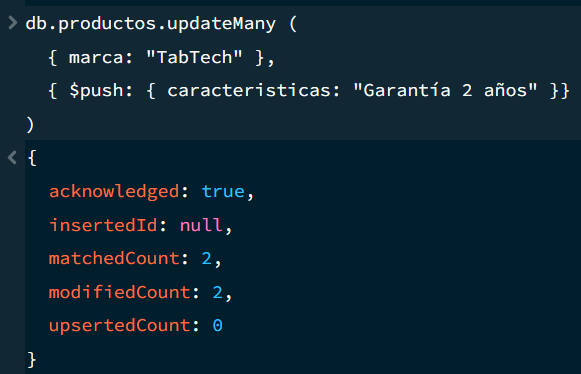 db.productos.updateMany (
{ marca: "TabTech" },
{ $push: { caracteristicas: "Garantía 2 años" }}
)
{
acknowledged: true,
insertedId: null,
matchedCount: 2,
modifiedCount: 2,
upsertedCount: 0
}